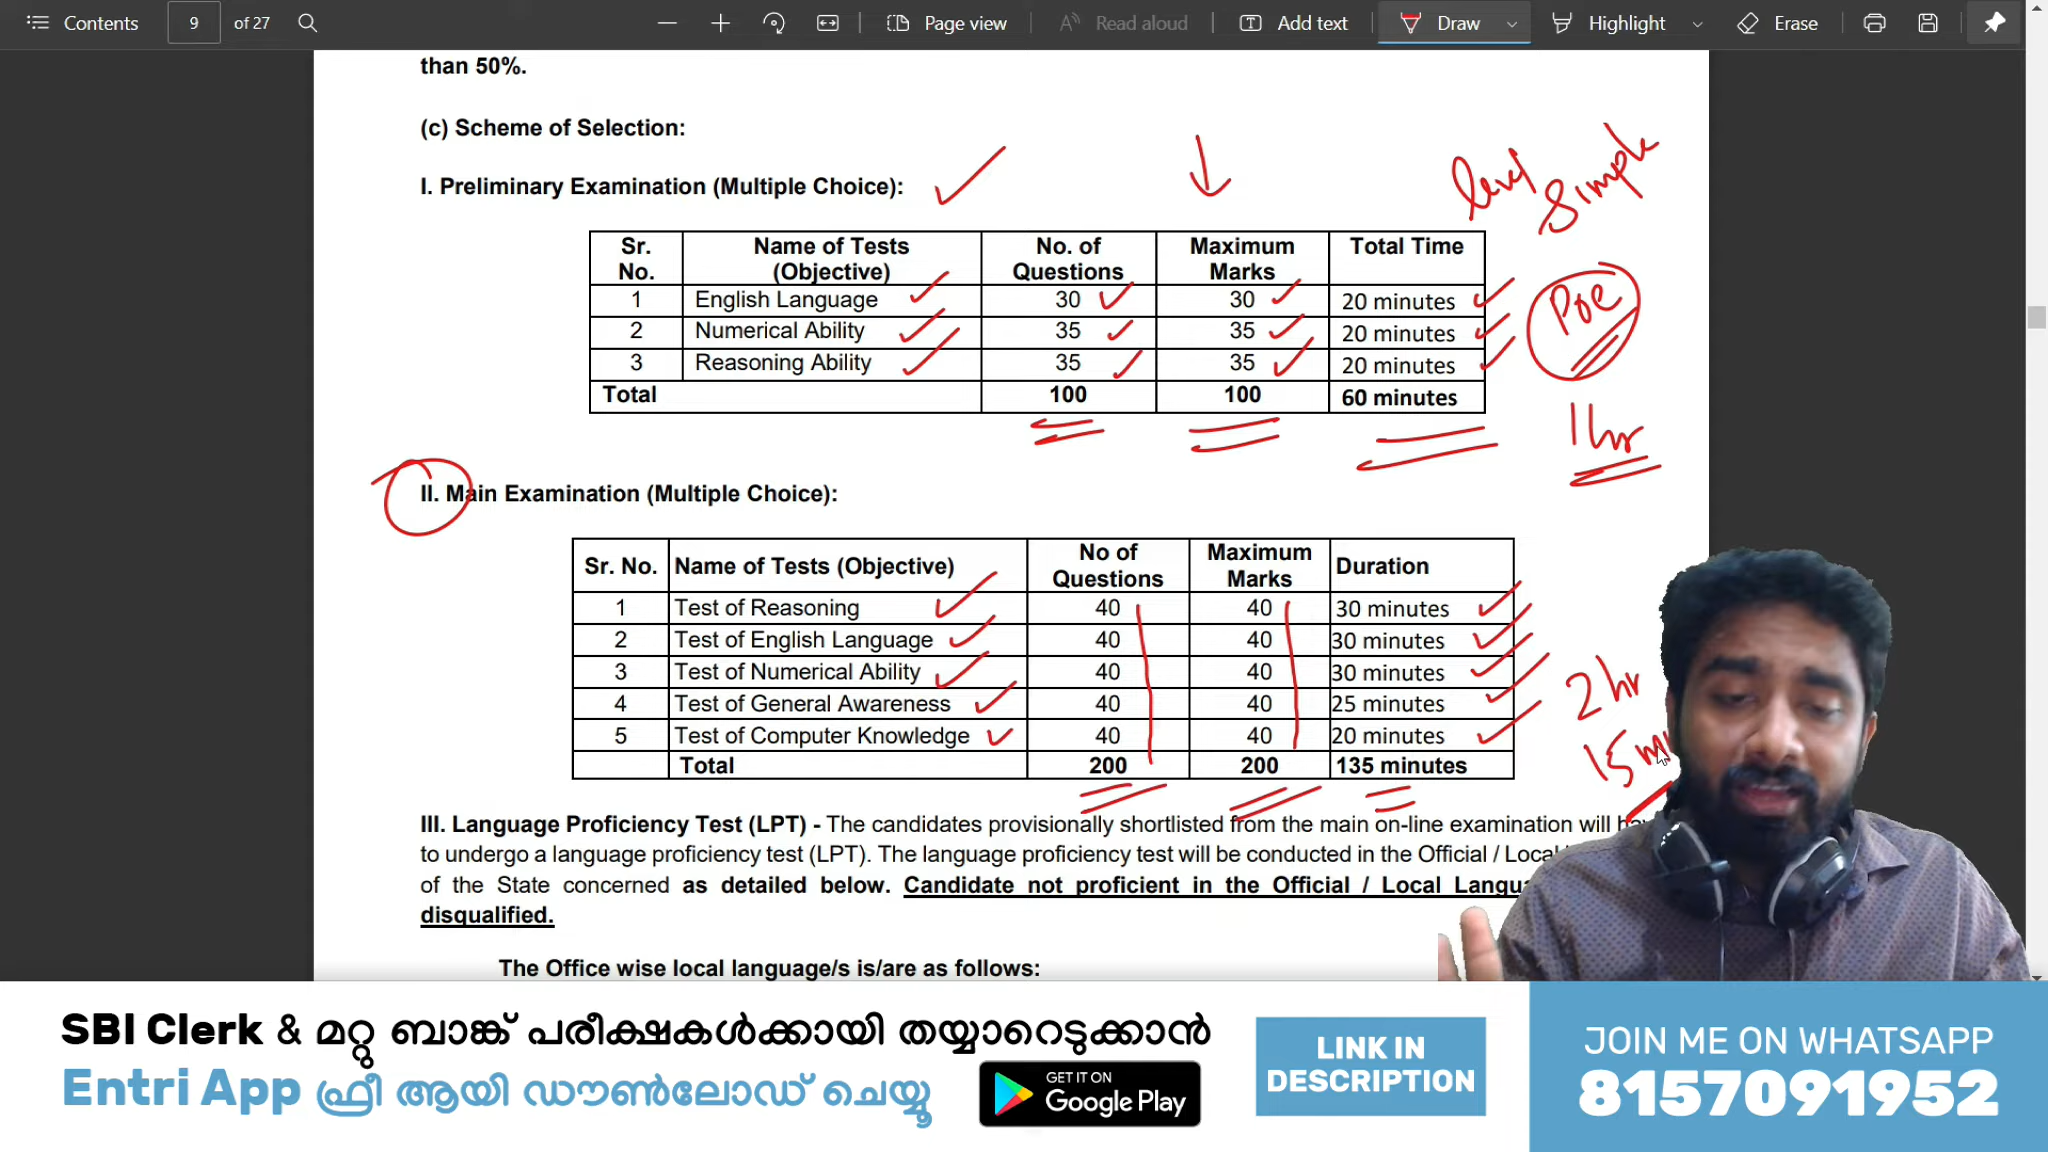 Contents 9 of 27 Page view Read aloud Add text Draw Highlight Erase
than 50%.
(c) Scheme of Selection:
I. Preliminary Examination (Multiple Choice):
level simple
Sr. No. Name of Tests (Objective) No. of Questions Maximum Marks Total Time
1 English Language 30 30 20 minutes
2 Numerical Ability 35 35 20 minutes
3 Reasoning Ability 35 35 20 minutes
Total 100 100 60 minutes
1 hr
II. Main Examination (Multiple Choice):
Sr. No. Name of Tests (Objective) No of Questions Maximum Marks Duration
1 Test of Reasoning 40 40 30 minutes
2 Test of English Language 40 40 30 minutes
3 Test of Numerical Ability 40 40 30 minutes
4 Test of General Awareness 40 40 25 minutes
5 Test of Computer Knowledge 40 40 20 minutes
Total 200 200 135 minutes
2 hr
15
III. Language Proficiency Test (LPT) - The candidates provisionally shortlisted from the main on-line examination will
to undergo a language proficiency test (LPT). The language proficiency test will be conducted in the Official / Local
of the State concerned as detailed below. Candidate not proficient in the Official / Local
disqualified.
The Office wise local language/s is/are as follows:
SBI Clerk & മറ്റു ബാങ്ക് പരീക്ഷകൾക്കായി തയ്യാറെടുക്കാൻ
Entri App ഫ്രീ ആയി ഡൗൺലോഡ് ചെയ്യൂ
GET IT ON
Google Play
LINK IN
DESCRIPTION
JOIN ME ON WHATSAPP
8157091952